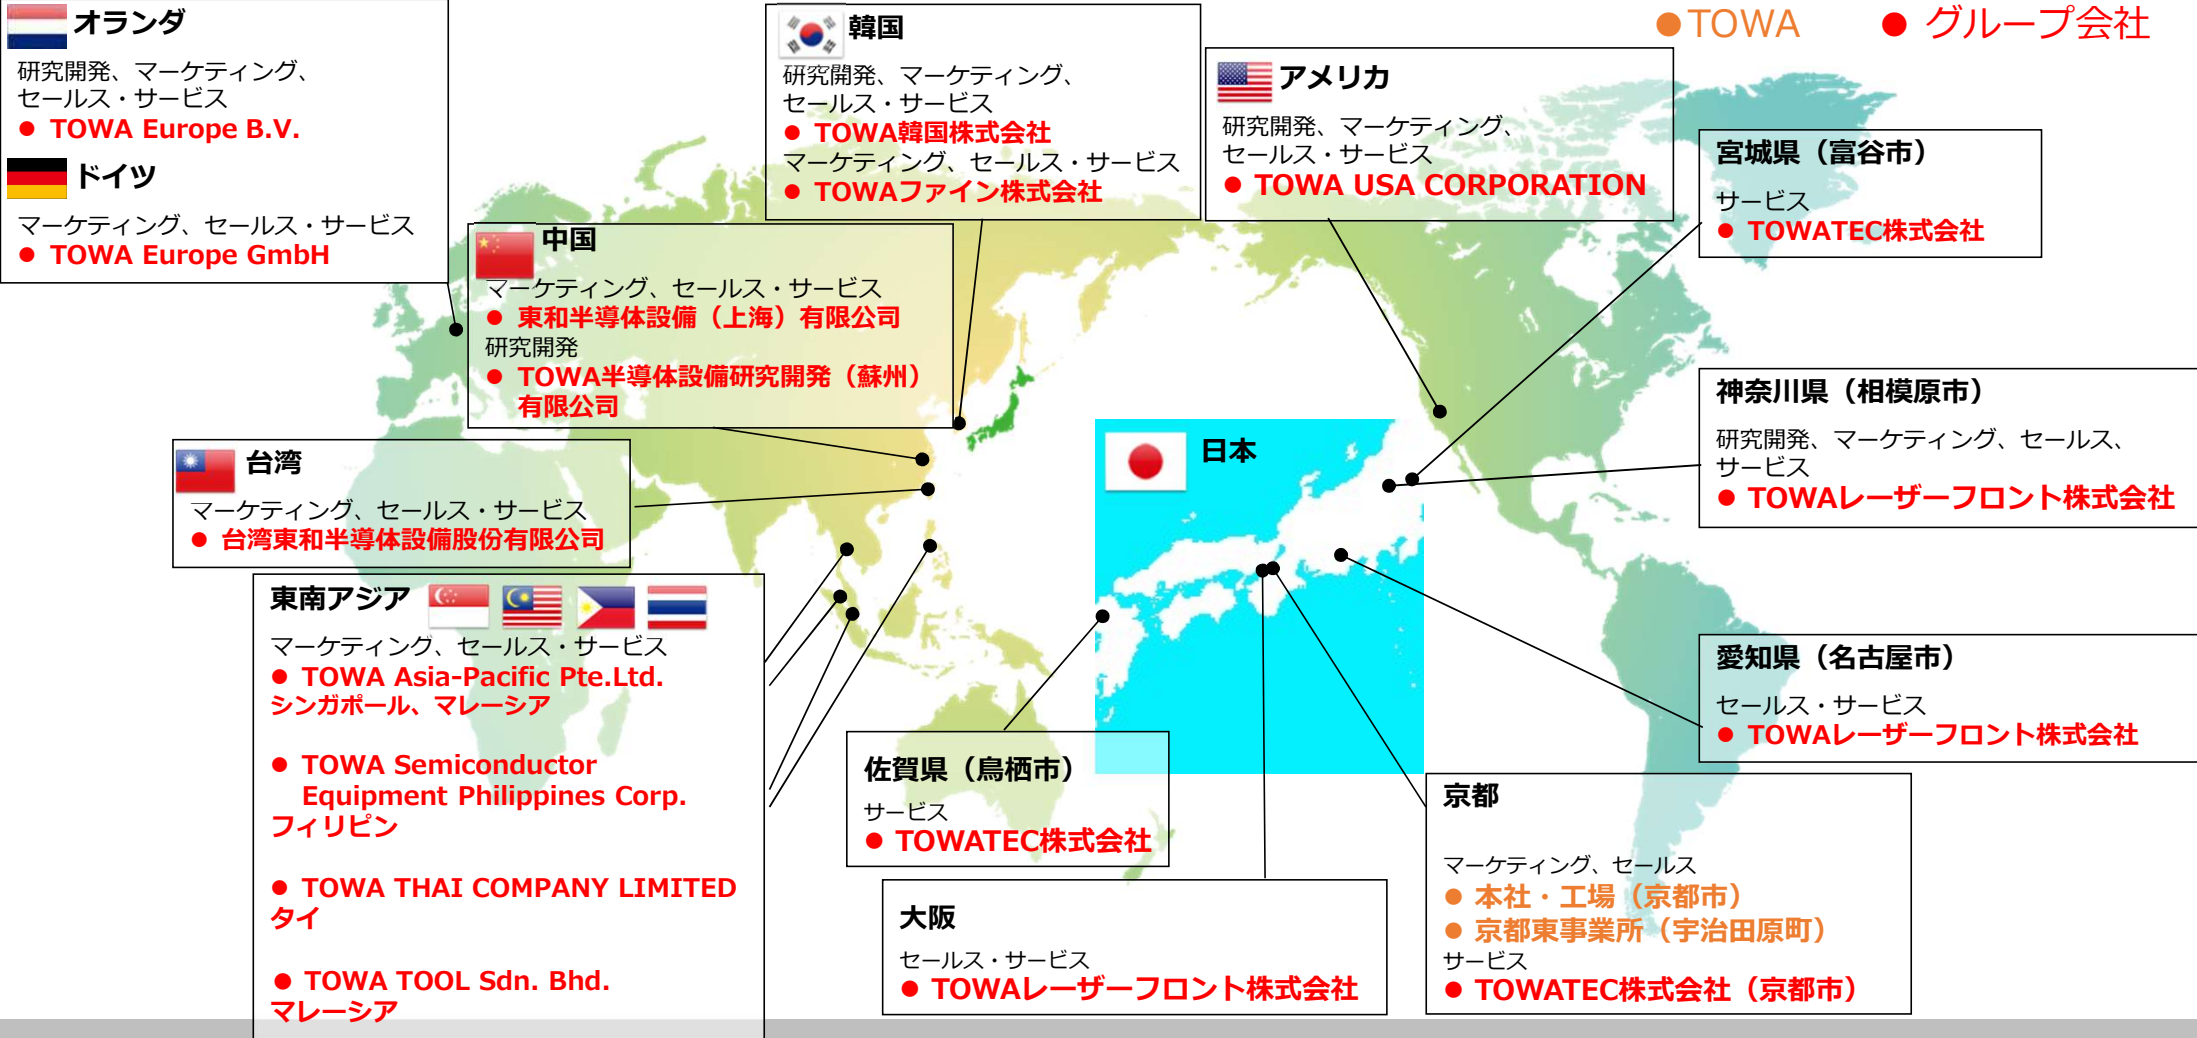 ●TOWA ● グループ会社
オランダ
研究開発、マーケティング、
セールス・サービス
● TOWA Europe B.V.
ドイツ
マーケティング、セールス・サービス
● TOWA Europe GmbH
韓国
研究開発、マーケティング、
セールス・サービス
● TOWA韓国株式会社
マーケティング、セールス・サービス
● TOWAファイン株式会社
アメリカ
研究開発、マーケティング、
セールス・サービス
● TOWA USA CORPORATION
宮城県（富谷市）
サービス
● TOWATEC株式会社
中国
マーケティング、セールス・サービス
● 東和半導体設備（上海）有限公司
研究開発
● TOWA半導体設備研究開発（蘇州）
有限公司
神奈川県（相模原市）
研究開発、マーケティング、セールス、
サービス
● TOWAレーザーフロント株式会社
台湾
マーケティング、セールス・サービス
● 台湾東和半導体設備股份有限公司
日本
東南アジア
マーケティング、セールス・サービス
● TOWA Asia-Pacific Pte.Ltd.
シンガポール、マレーシア
● TOWA Semiconductor
Equipment Philippines Corp.
フィリピン
● TOWA THAI COMPANY LIMITED
タイ
● TOWA TOOL Sdn. Bhd.
マレーシア
愛知県（名古屋市）
セールス・サービス
● TOWAレーザーフロント株式会社
佐賀県（鳥栖市）
サービス
● TOWATEC株式会社
大阪
セールス・サービス
● TOWAレーザーフロント株式会社
京都
マーケティング、セールス
● 本社・工場（京都市）
● 京都東事業所（宇治田原町）
サービス
● TOWATEC株式会社（京都市）